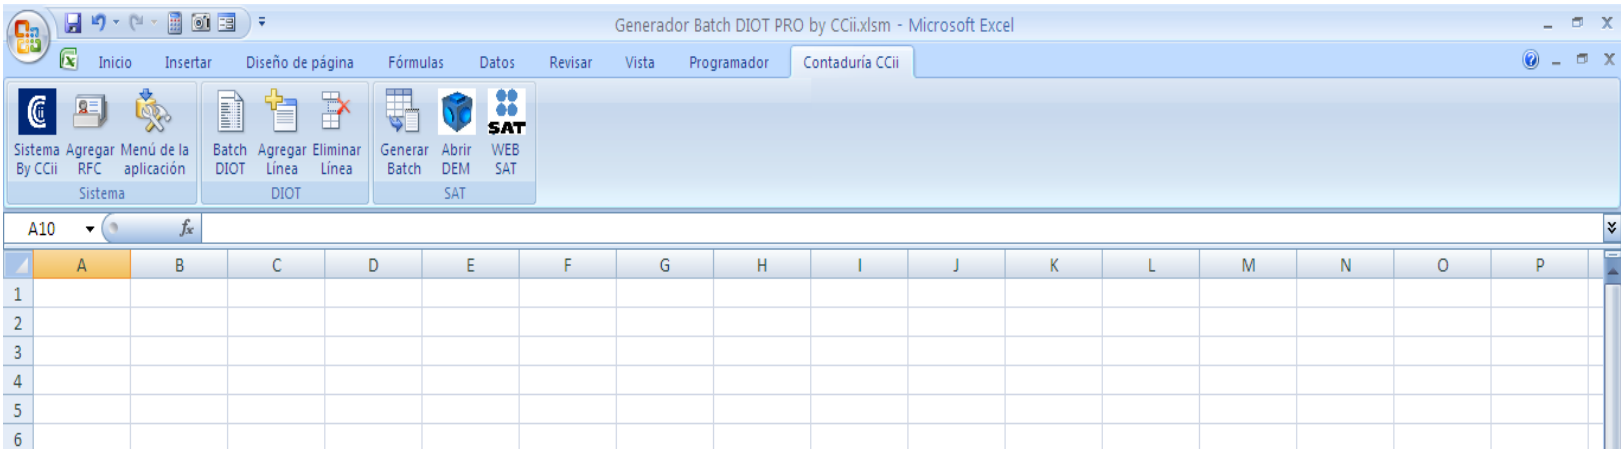 Generador Batch DIOT PRO by CCii.xlsm - Microsoft Excel
Inicio Insertar Diseño de página Fórmulas Datos Revisar Vista Programador Contaduría CCii
SAT
Sistema Agregar Menú de la Batch Agregar Eliminar Generar Abrir WEB
By CCii RFC aplicación DIOT Línea Línea Batch DEM SAT
Sistema DIOT SAT
A10 fx
A B C D E F G H I J K L M N O P
1
2
3
4
5
6